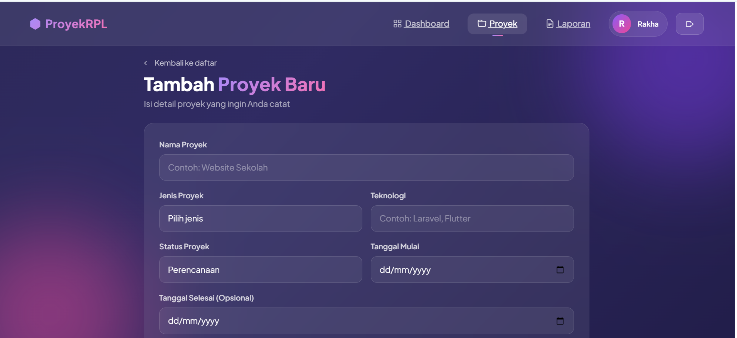 ProyekRPL Dashboard Proyek Laporan R Rakha
Kembali ke daftar
Tambah Proyek Baru
Isi detail proyek yang ingin Anda catat
Nama Proyek
Contoh: Website Sekolah
Jenis Proyek Teknologi
Pilih jenis Contoh: Laravel, Flutter
Status Proyek Tanggal Mulai
Perencanaan dd/mm/yyyy
Tanggal Selesai (Opsional)
dd/mm/yyyy